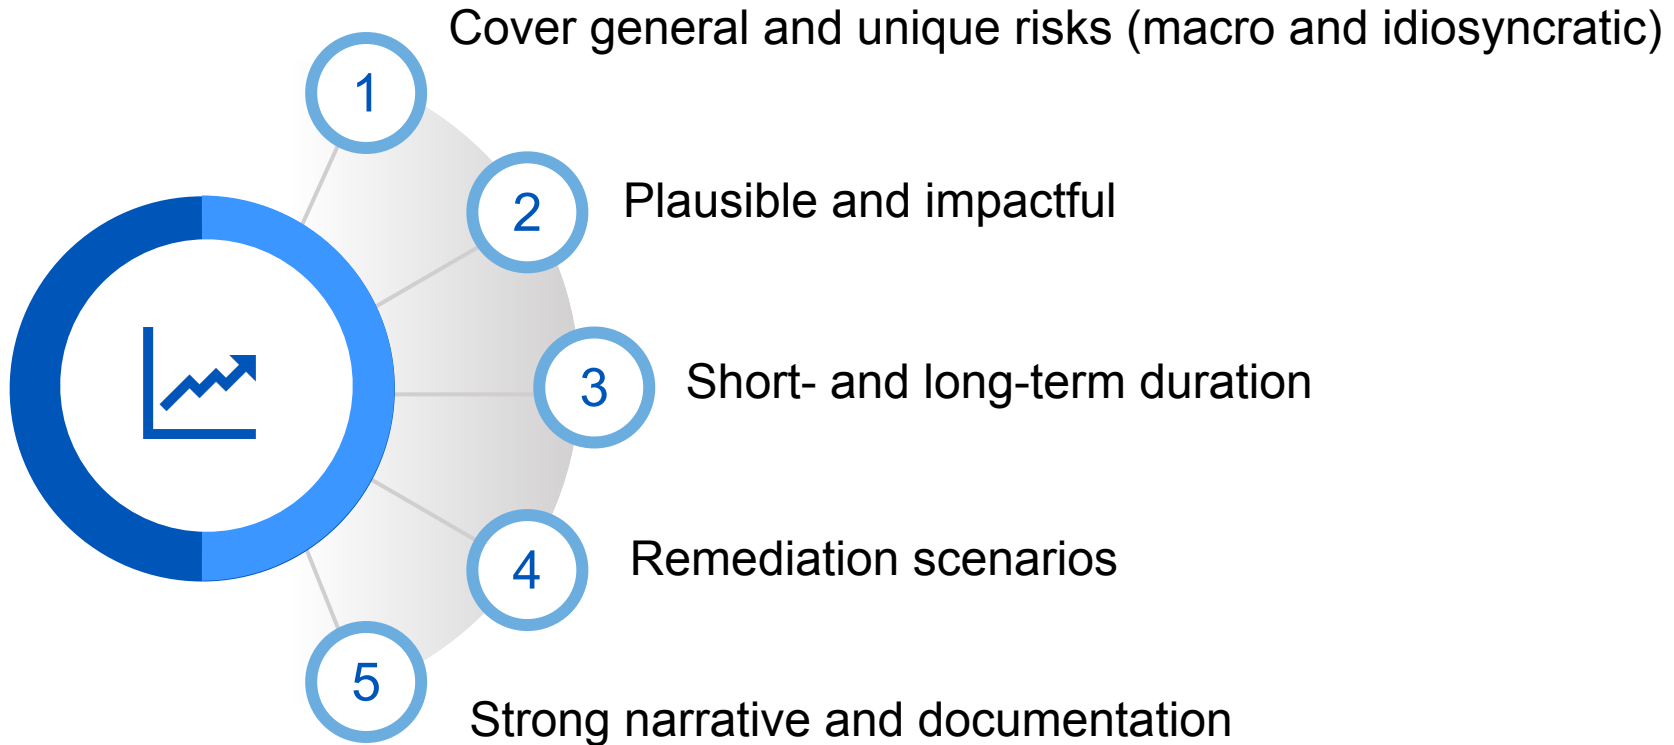 1
Cover general and unique risks (macro and idiosyncratic)
2
Plausible and impactful
3
Short- and long-term duration
4
Remediation scenarios
5
Strong narrative and documentation